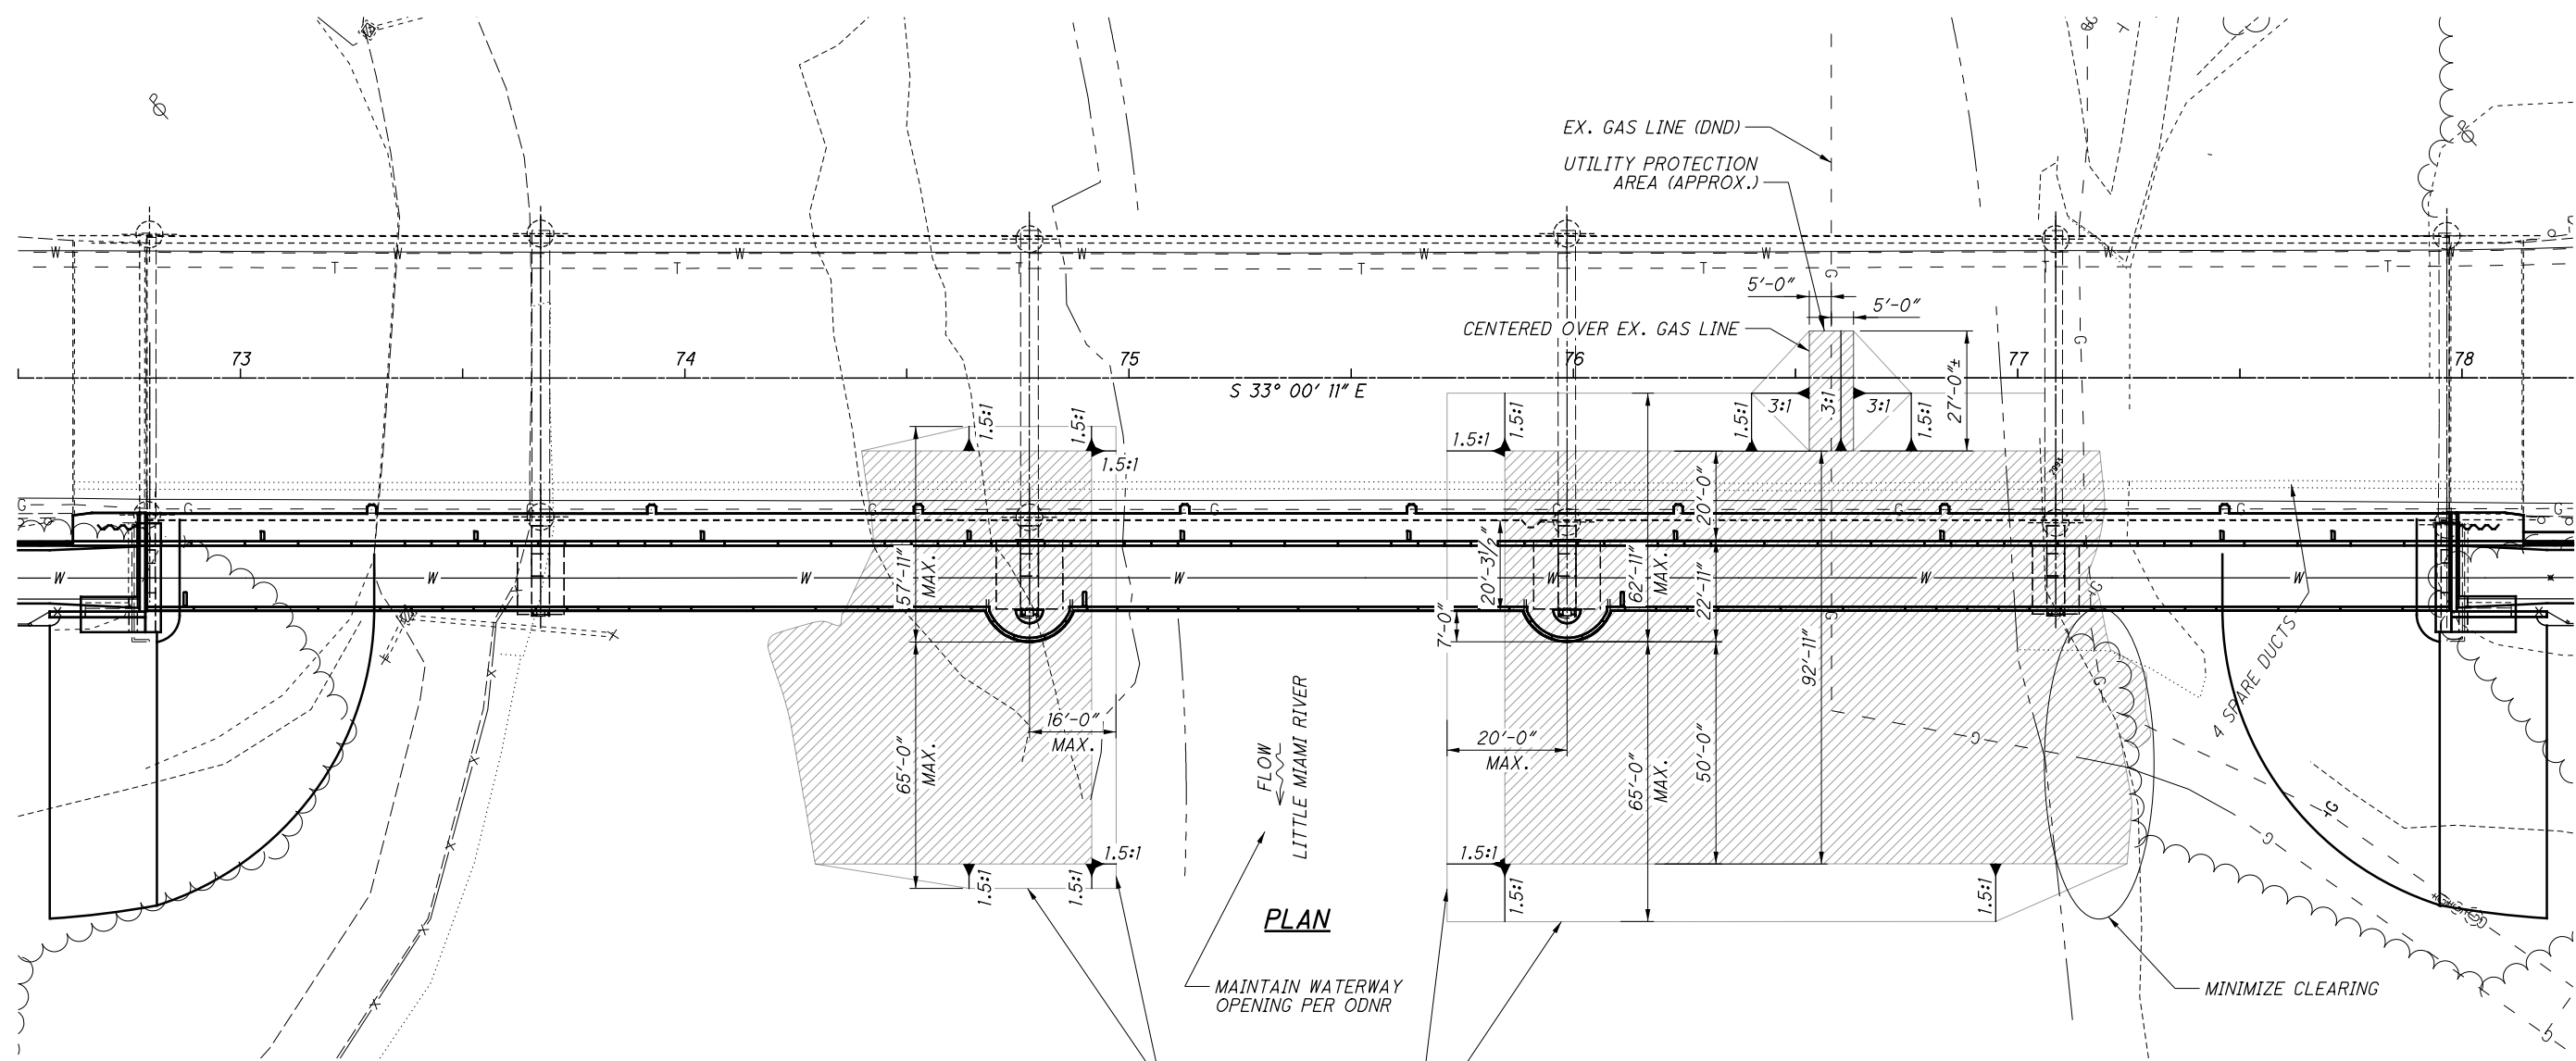 EX. GAS LINE (DND)
UTILITY PROTECTION
AREA (APPROX.)
W W W W W W W
T T T T T T T
G
5'-0"
5'-0"
CENTERED OVER EX. GAS LINE
73 74 75 76 77 78
S 33° 00' 11" E
27'-0"±
3:1 3:1 3:1
1.5:1 1.5:1 1.5:1 1.5:1 1.5:1
1.5:1 1.5:1
G G G G G G G
20'-0"
20'-3½"
57'-11"
MAX.
62'-11"
MAX.
22'-11"
W W W W W W W
7'-0"
92'-11"
4 SPARE DUCTS
16'-0"
MAX.
65'-0"
MAX.
FLOW
LITTLE MIAMI RIVER
20'-0"
MAX.
65'-0"
MAX.
50'-0"
1.5:1 1.5:1
1.5:1 1.5:1 1.5:1 1.5:1
PLAN
MAINTAIN WATERWAY
OPENING PER ODNR
MINIMIZE CLEARING